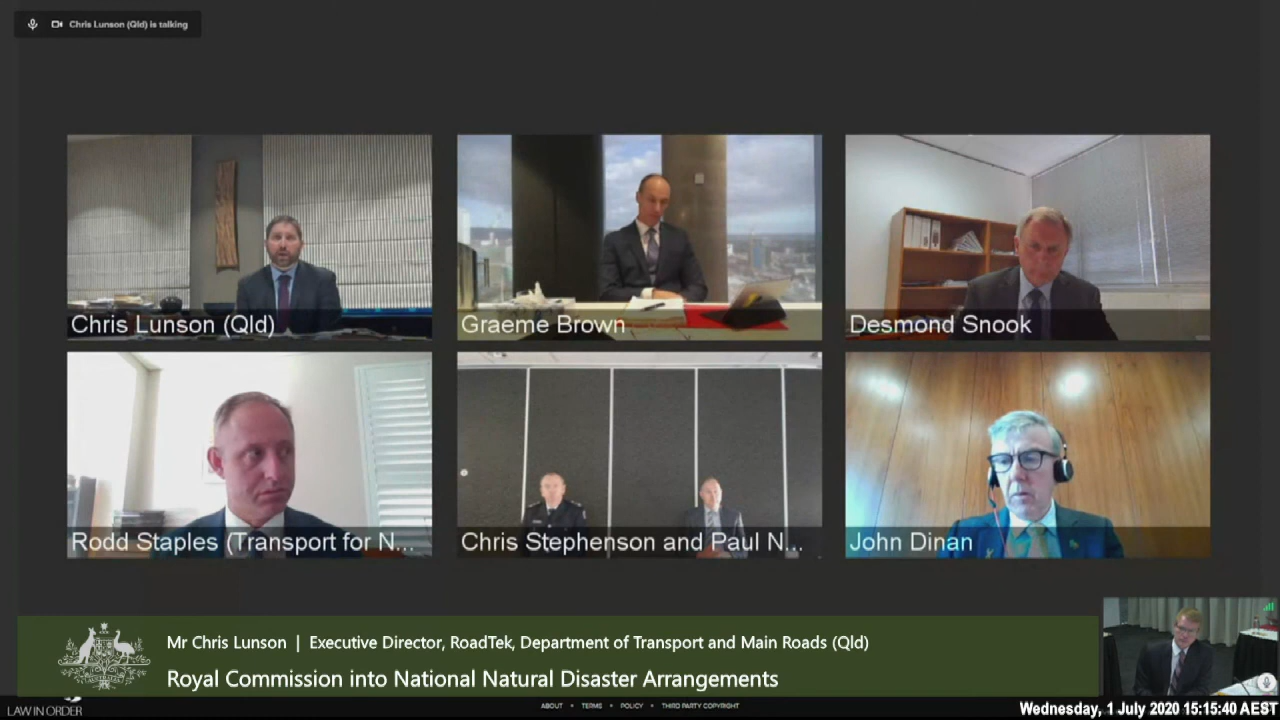 Chris Lunson (Qld) is talking
Chris Lunson (Qld)
Graeme Brown
Desmond Snook
Rodd Staples (Transport for N...
Chris Stephenson and Paul N...
John Dinan
Mr Chris Lunson | Executive Director, RoadTek, Department of Transport and Main Roads (Qld)
Royal Commission into National Natural Disaster Arrangements
LAW IN ORDER
ABOUT • TERMS • POLICY • THIRD PARTY COPYRIGHT
Wednesday, 1 July 2020 15:15:40 AEST